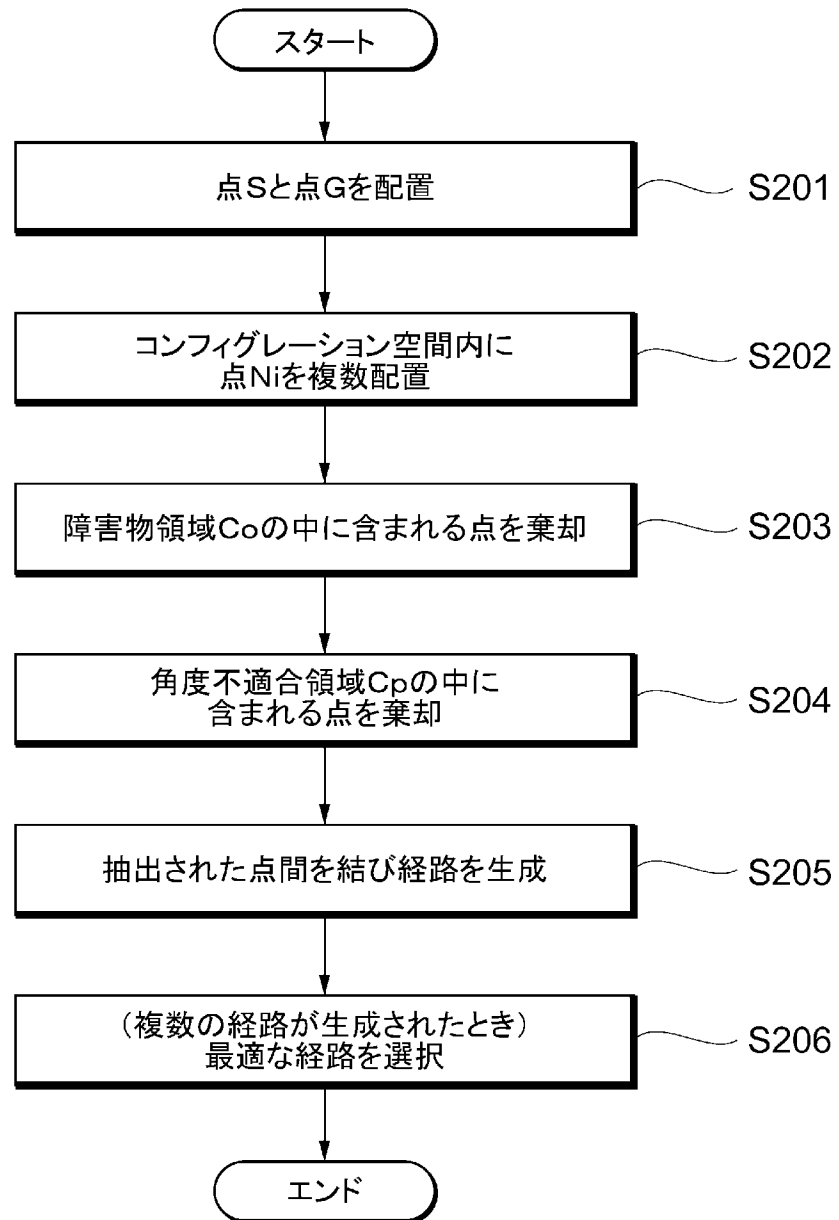 スタート
点Sと点Gを配置
S201
コンフィグレーション空間内に
点Niを複数配置
S202
障害物領域Coの中に含まれる点を棄却
S203
角度不適合領域Cpの中に
含まれる点を棄却
S204
抽出された点間を結び経路を生成
S205
(複数の経路が生成されたとき)
最適な経路を選択
S206
エンド